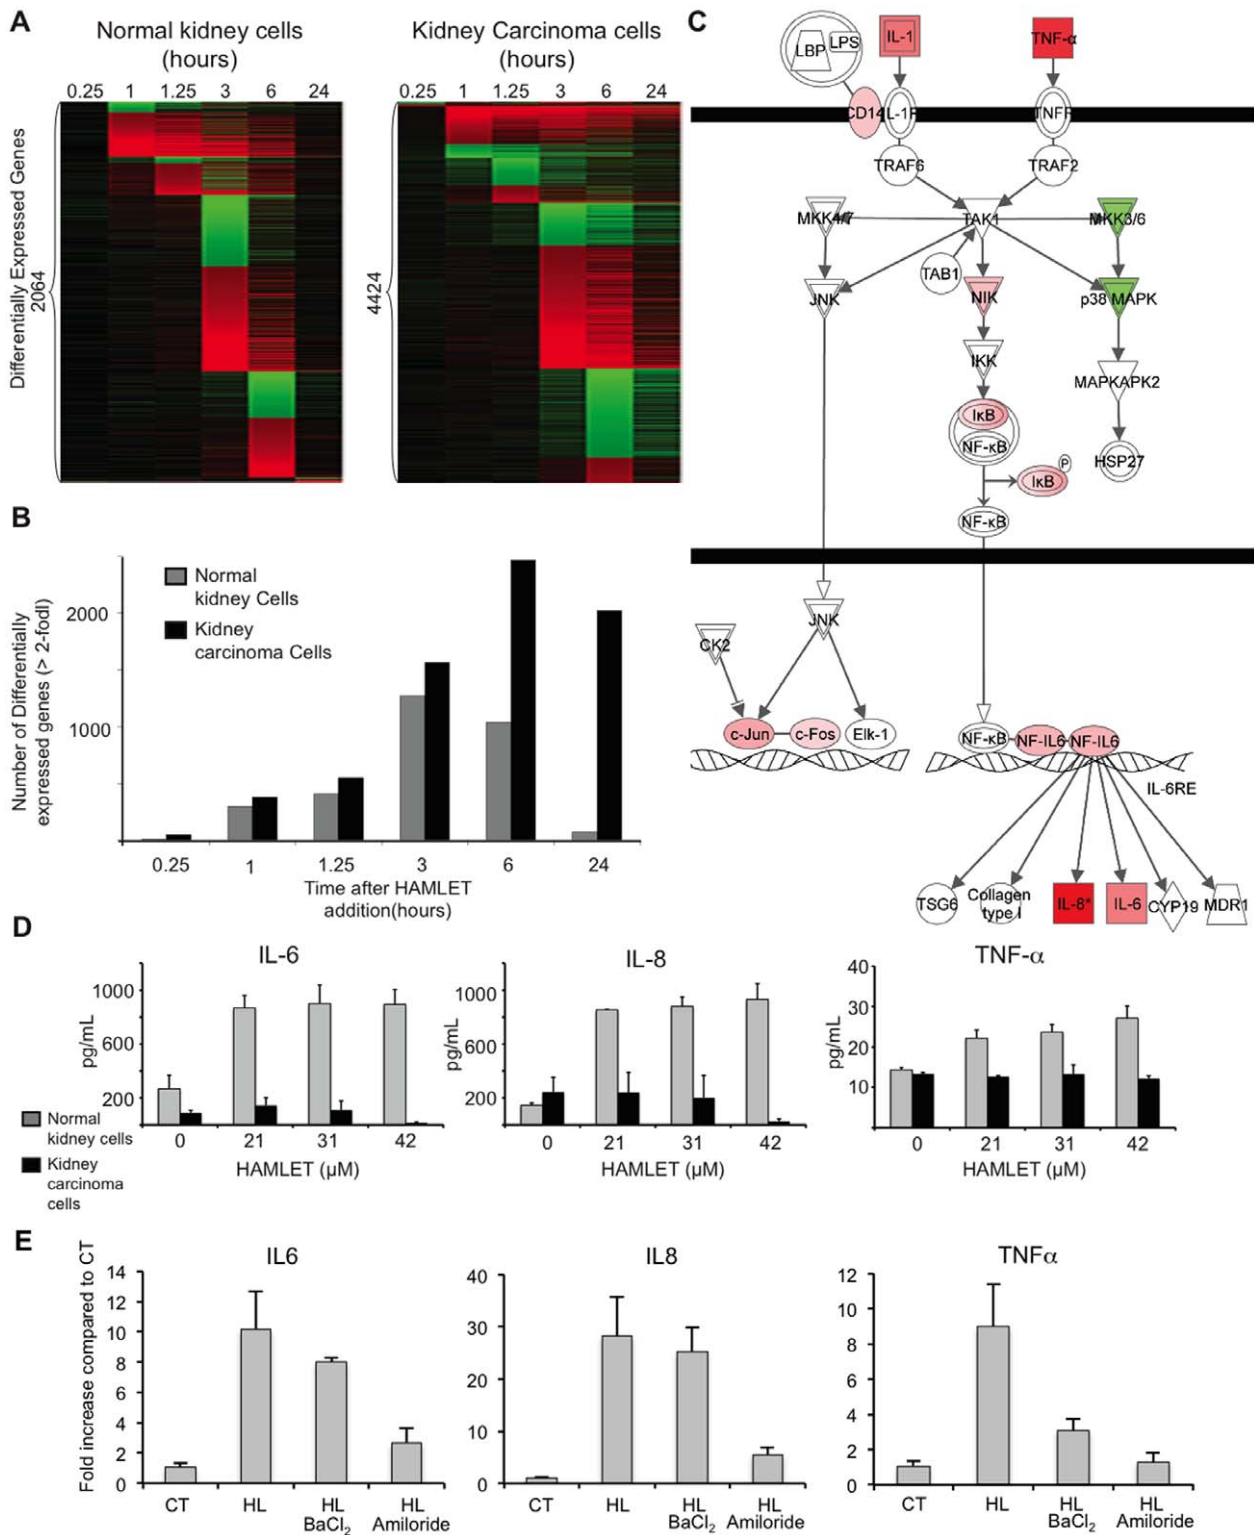 A
Normal kidney cells
(hours)
0.25 1 1.25 3 6 24
Differentially Expressed Genes
2064
Kidney Carcinoma cells
(hours)
0.25 1 1.25 3 6 24
4424
B
Number of Differentially
expressed genes (> 2-fodl)
2000
1000
Normal
kidney Cells
Kidney
carcinoma Cells
0.25 1 1.25 3 6 24
Time after HAMLET
addition(hours)
C
LBP LPS IL-1 TNF-α
CD14 IL-1R TNFR
TRAF6 TRAF2
MKK4/7 TAK1 MKK3/6
TAB1
JNK NIK p38 MAPK
IKK MAPKAPK2
IκB
NF-κB HSP27
P
IκB
NF-κB
JNK
CK2
c-Jun c-Fos Elk-1 NF-κB NF-IL6 NF-IL6
IL-6RE
TSG6 Collagen
type I IL-8* IL-6 CYP19 MDR1
D
IL-6
pg/mL
1000
600
200
0 21 31 42
HAMLET (μM)
Normal
kidney cells
Kidney
carcinoma
cells
IL-8
pg/mL
1000
600
200
0 21 31 42
HAMLET (μM)
TNF-α
pg/mL
40
30
20
10
0 21 31 42
HAMLET (μM)
E
Fold increase compared to CT
IL6
14
12
10
8
6
4
2
0
CT HL HL HL
BaCl₂ Amiloride
IL8
40
30
20
10
0
CT HL HL HL
BaCl₂ Amiloride
TNFα
12
10
8
6
4
2
0
CT HL HL HL
BaCl₂ Amiloride